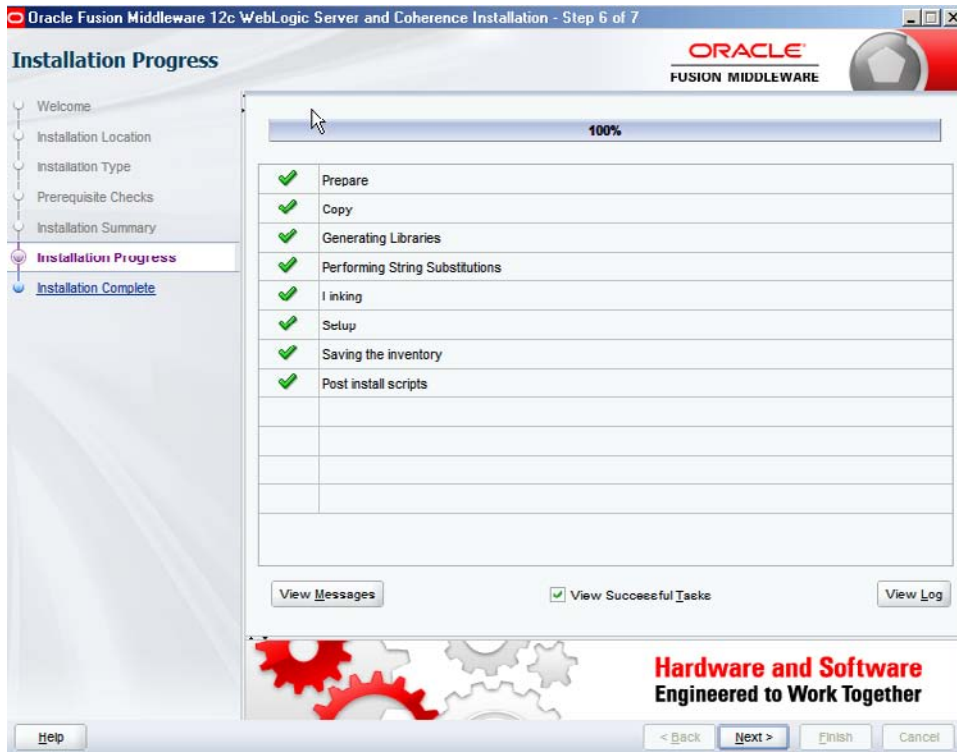 Oracle Fusion Middleware 12c WebLogic Server and Coherence Installation - Step 6 of 7
Installation Progress
ORACLE
FUSION MIDDLEWARE
Welcome
Installation Location
Installation Type
Prerequisite Checks
Installation Summary
Installation Progress
Installation Complete
100%
Prepare
Copy
Generating Libraries
Performing String Substitutions
Linking
Setup
Saving the inventory
Post install scripts
View Messages
View Successful Tasks
View Log
Hardware and Software
Engineered to Work Together
Help
< Back
Next >
Finish
Cancel